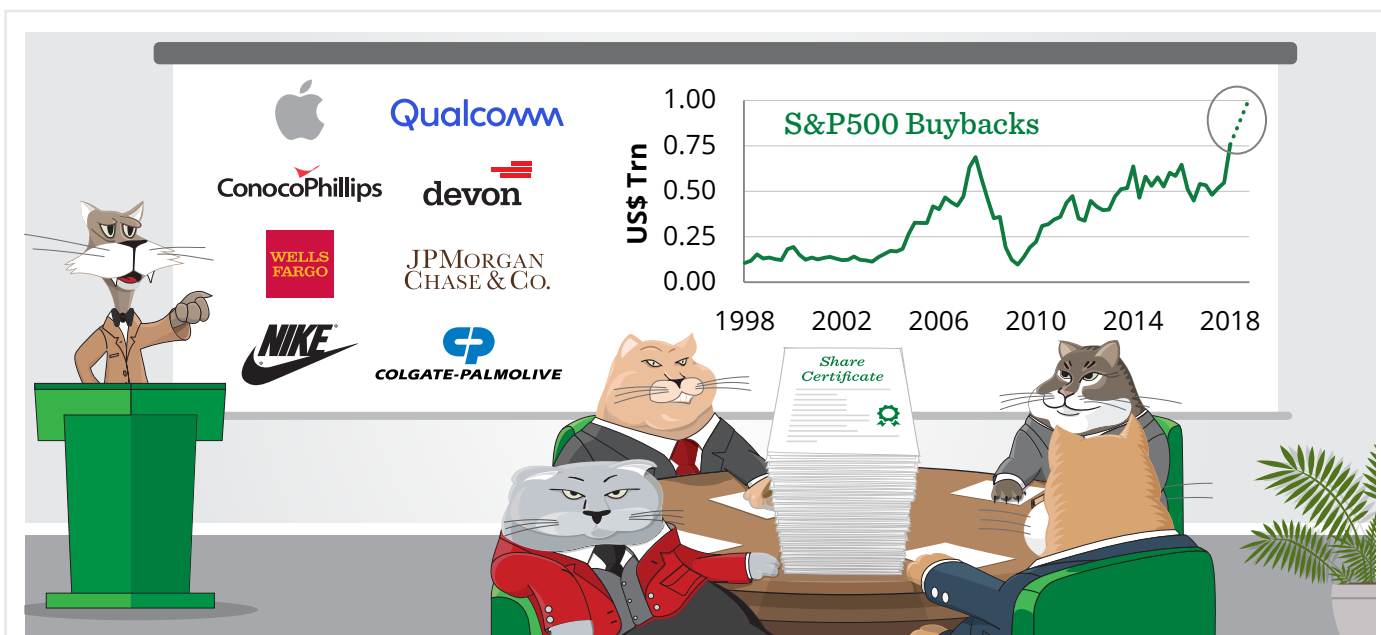 Qualcomm
ConocoPhillips
devon
WELLS
FARGO
JPMORGAN
CHASE & CO.
NIKE
COLGATE-PALMOLIVE
S&P500 Buybacks
US$ Trn
1.00
0.75
0.50
0.25
0.00
1998 2002 2006 2010 2014 2018
Share
Certificate